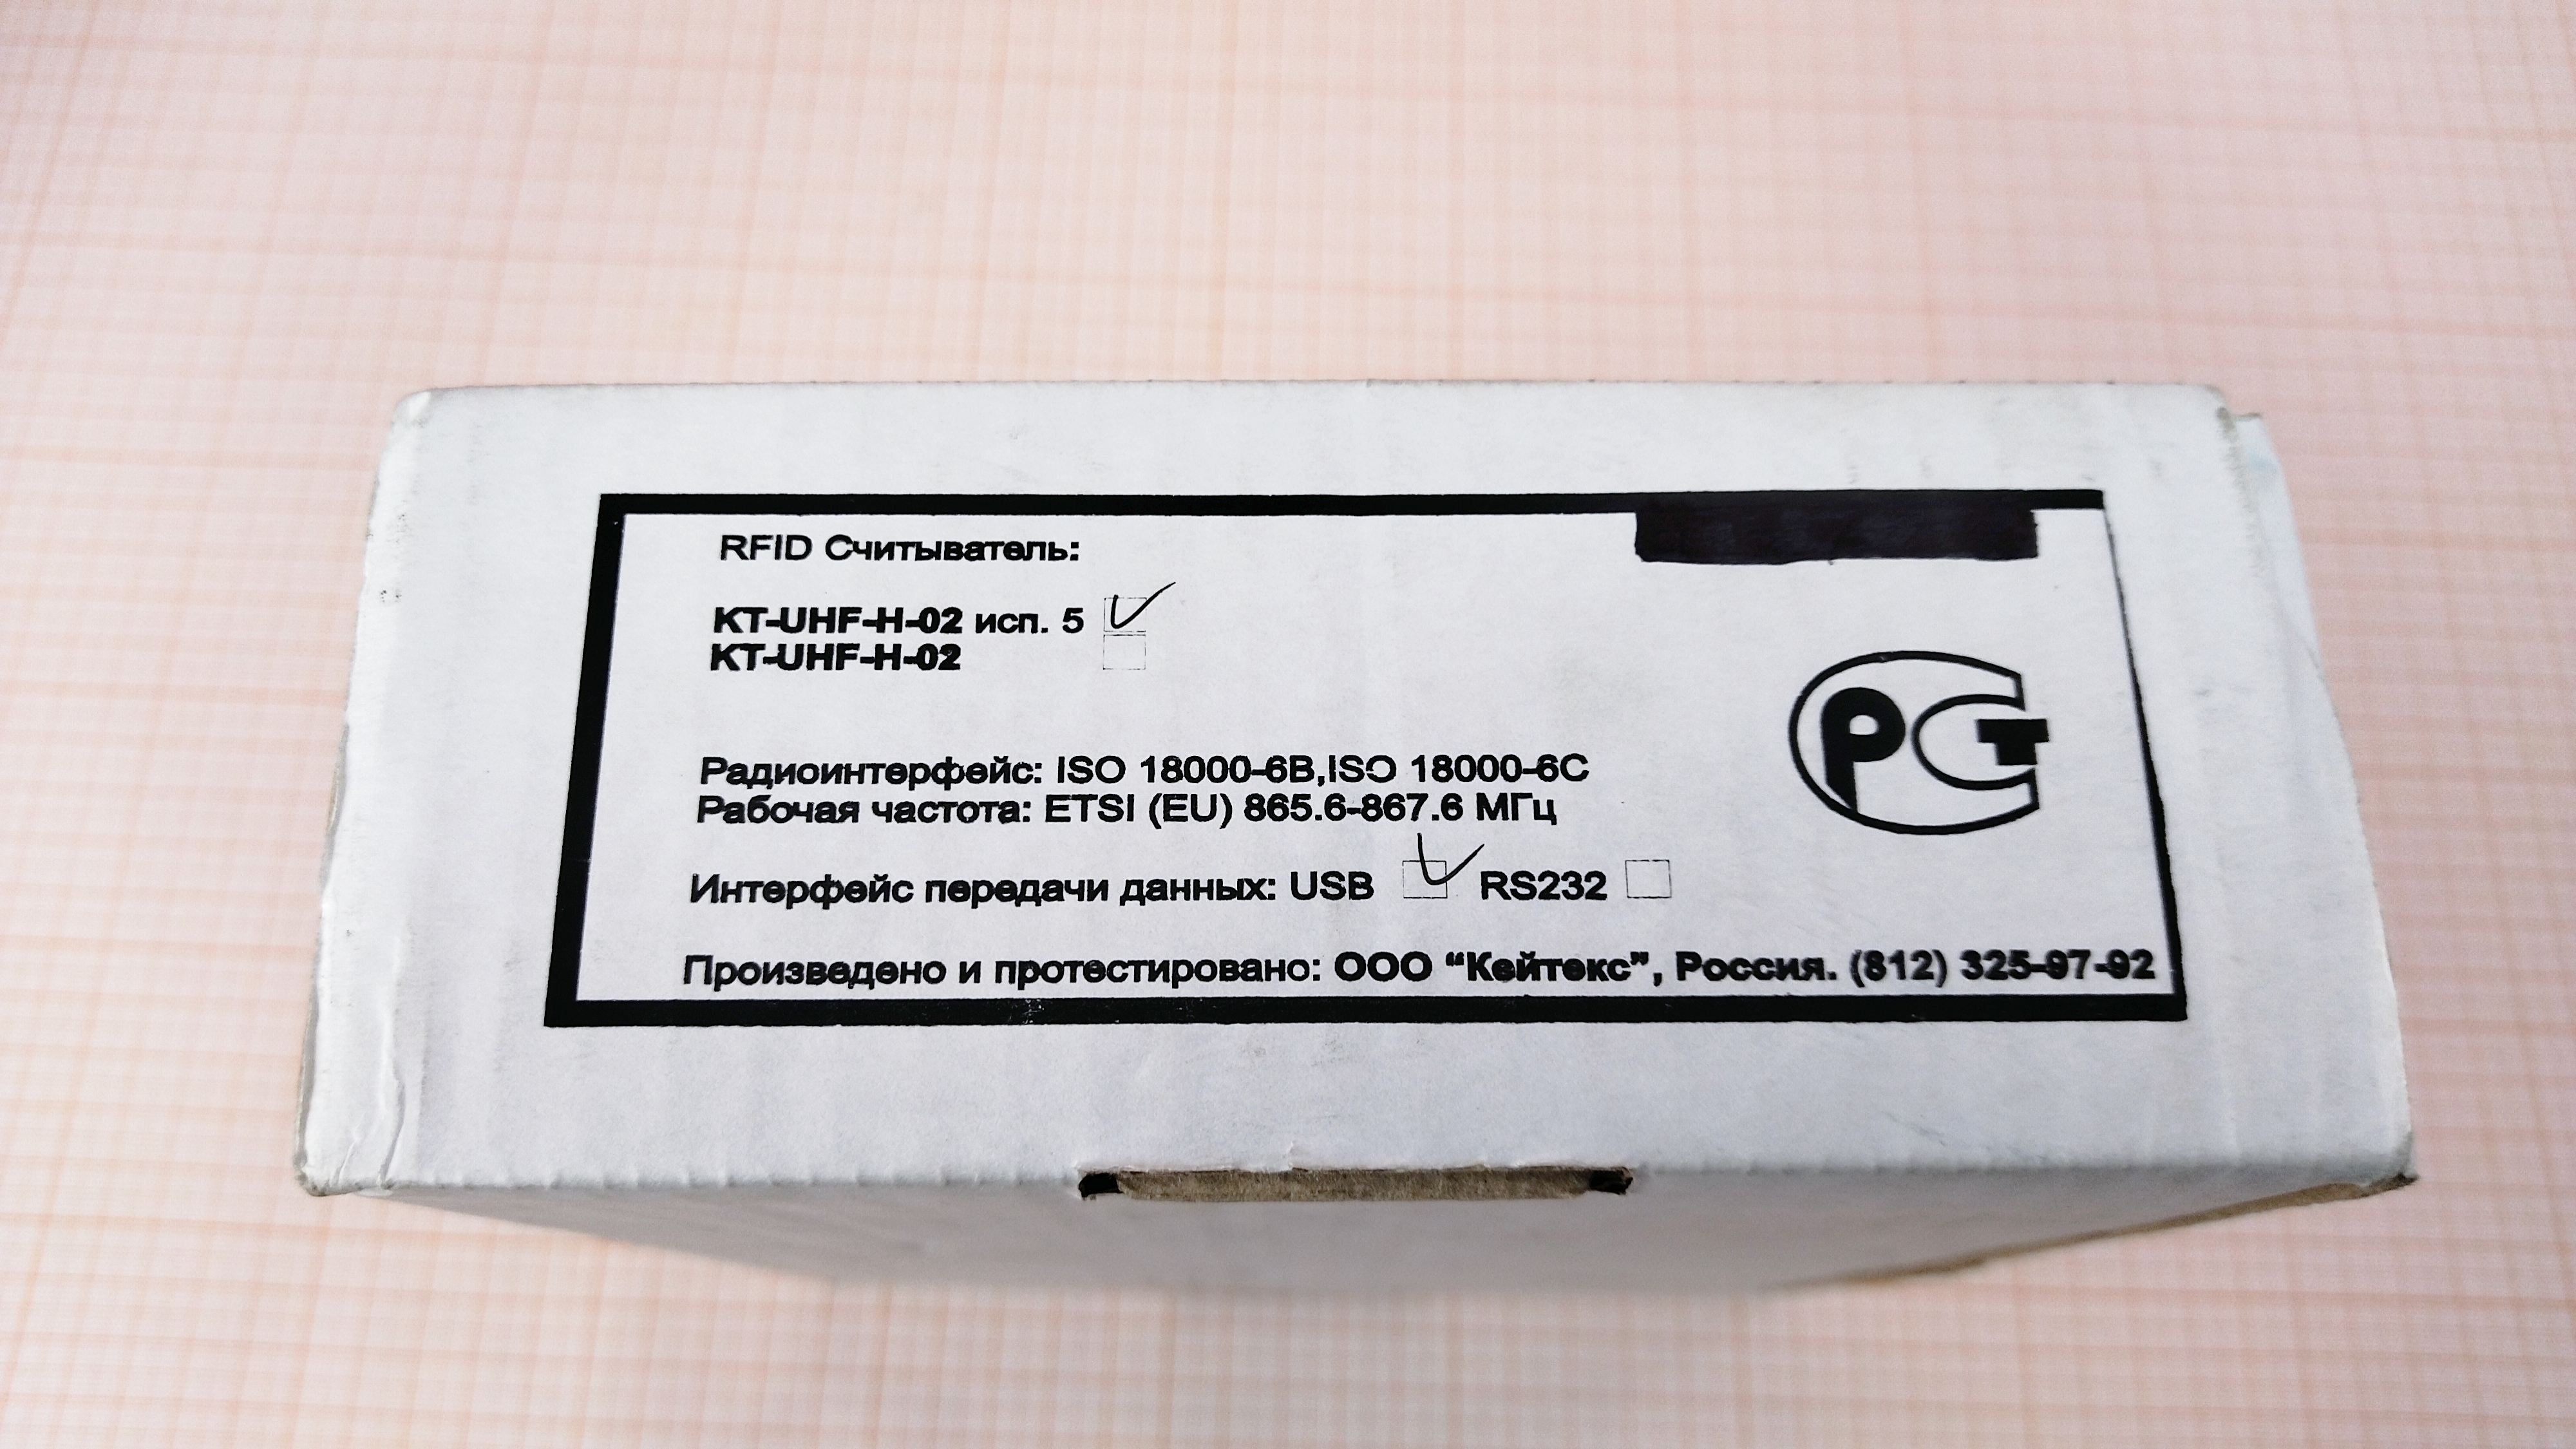 RFID Считыватель:
KT-UHF-H-02 исп. 5
KT-UHF-H-02
РСТ
Радиоинтерфейс: ISO 18000-6B,ISO 18000-6C
Рабочая частота: ETSI (EU) 865.6-867.6 МГц
Интерфейс передачи данных: USB RS232
Произведено и протестировано: ООО “Кейтекс”, Россия. (812) 325-97-92